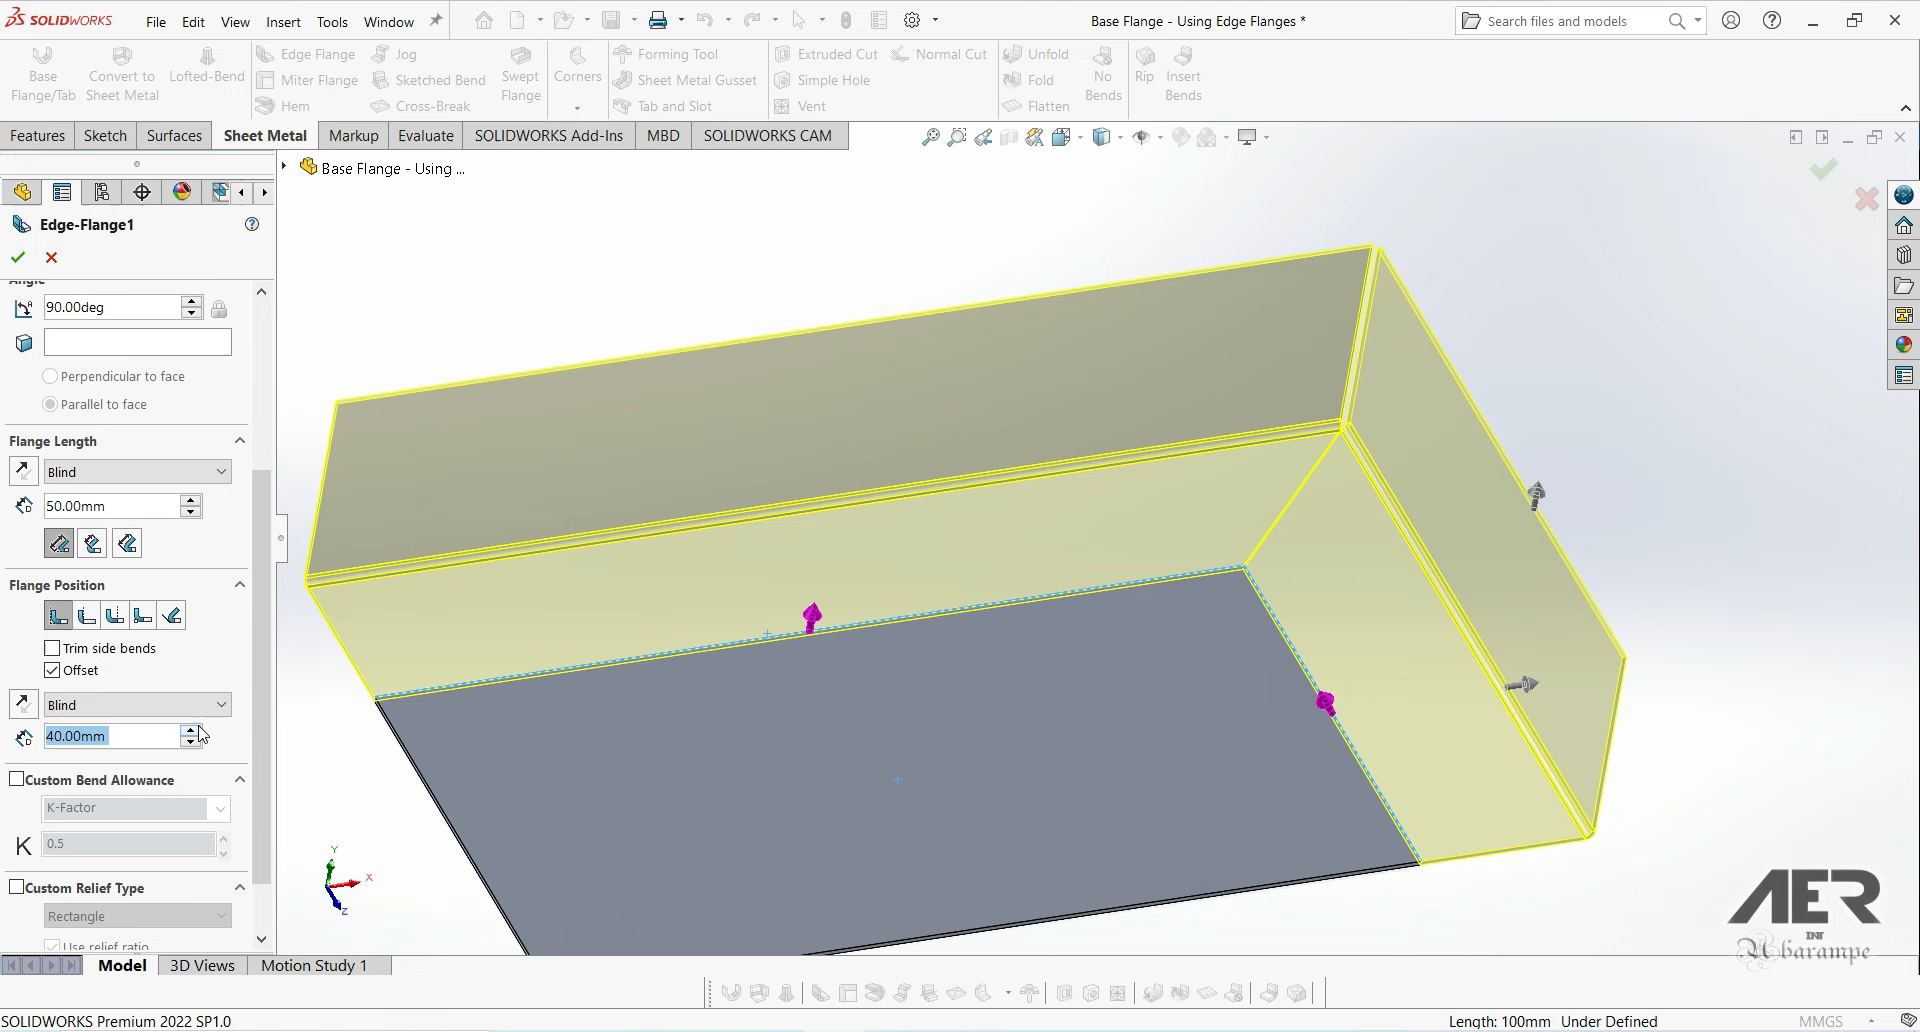 SOLIDWORKS
File Edit View Insert Tools Window
Base Flange - Using Edge Flanges *
Search files and models
Base Flange/Tab
Convert to Sheet Metal
Lofted-Bend
Edge Flange
Miter Flange
Hem
Jog
Sketched Bend
Cross-Break
Swept Flange
Corners
Forming Tool
Sheet Metal Gusset
Tab and Slot
Extruded Cut
Simple Hole
Vent
Normal Cut
Unfold
Fold
Flatten
No Bends
Rip
Insert Bends
Features Sketch Surfaces Sheet Metal Markup Evaluate SOLIDWORKS Add-Ins MBD SOLIDWORKS CAM
Base Flange - Using ...
Edge-Flange1
Angle
90.00deg
Perpendicular to face
Parallel to face
Flange Length
Blind
50.00mm
Flange Position
Trim side bends
Offset
Blind
40.00mm
Custom Bend Allowance
K-Factor
K 0.5
Custom Relief Type
Rectangle
Use relief ratio
Y
X
Z
AER
INT
Abarampe
Model 3D Views Motion Study 1
SOLIDWORKS Premium 2022 SP1.0
Length: 100mm Under Defined
MMGS